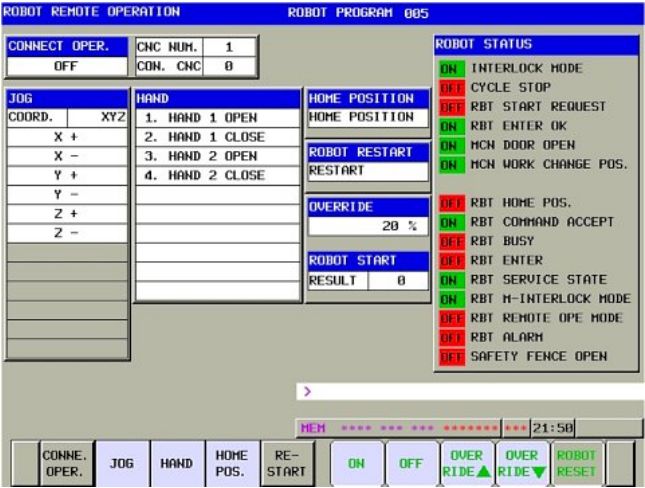 ROBOT REMOTE OPERATION ROBOT PROGRAM 005
CONNECT OPER.
OFF
CNC NUM. 1
CON. CNC 0
JOG
COORD. XYZ
X +
X -
Y +
Y -
Z +
Z -
HAND
1. HAND 1 OPEN
2. HAND 1 CLOSE
3. HAND 2 OPEN
4. HAND 2 CLOSE
HOME POSITION
HOME POSITION
ROBOT RESTART
RESTART
OVERRIDE
20 %
ROBOT START
RESULT 0
ROBOT STATUS
ON INTERLOCK MODE
OFF CYCLE STOP
OFF RBT START REQUEST
ON RBT ENTER OK
ON MCN DOOR OPEN
ON MCN WORK CHANGE POS.
OFF RBT HOME POS.
ON RBT COMMAND ACCEPT
OFF RBT BUSY
OFF RBT ENTER
ON RBT SERVICE STATE
ON RBT M-INTERLOCK MODE
OFF RBT REMOTE OPE MODE
OFF RBT ALARM
OFF SAFETY FENCE OPEN
>
MEM **** *** *** ******* *** 21:50
CONNE.
OPER.
JOG
HAND
HOME
POS.
RE-
START
ON
OFF
OVER
RIDE▲
OVER
RIDE▼
ROBOT
RESET